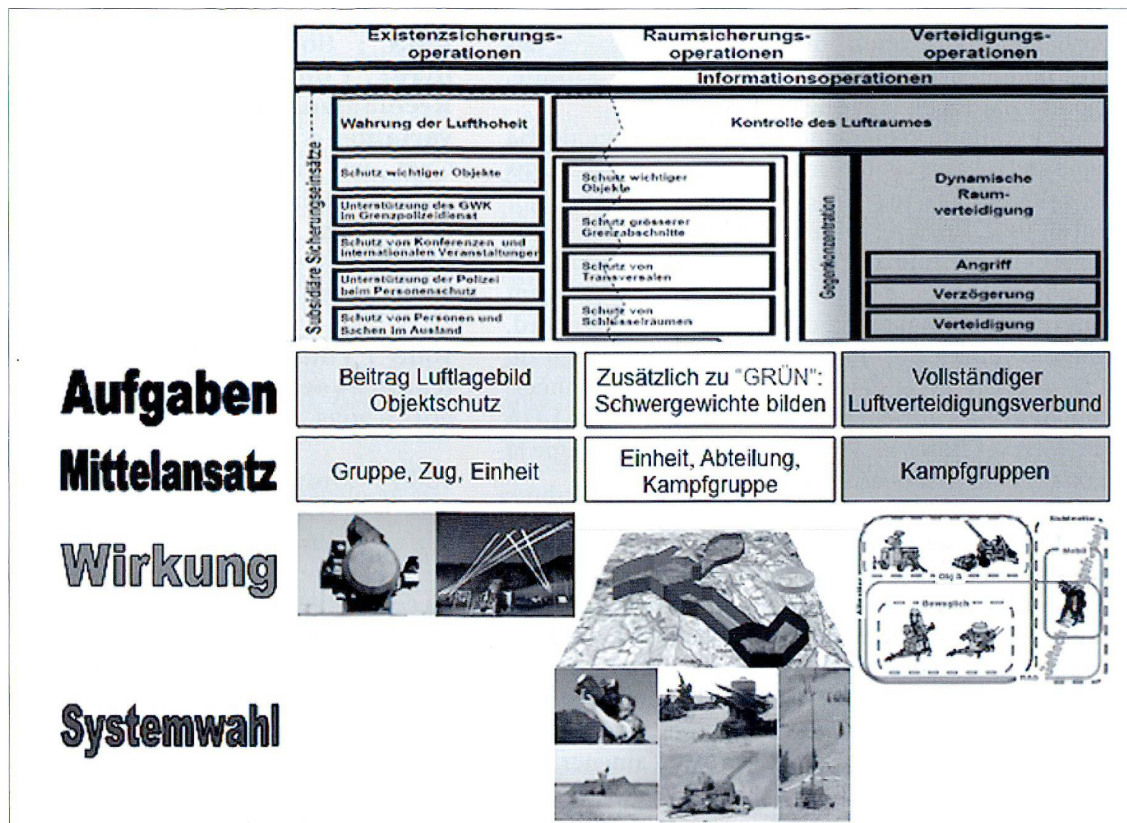 Existenzsicherungs-
operationen
Raumsicherungs-
operationen
Verteidigungs-
operationen
Informationsoperationen
Subsidiäre Sicherungseinsätze
Wahrung der Lufthoheit
Schutz wichtiger Objekte
Unterstützung des GWK
im Grenzpolizeidienst
Schutz von Konferenzen und
internationalen Veranstaltungen
Unterstützung der Polizei
beim Personenschutz
Schutz von Personen und
Sachen im Ausland
Kontrolle des Luftraumes
Schutz wichtiger
Objekte
Schutz grösserer
Grenzabschnitte
Schutz von
Transversalen
Schutz von
Schlüsselräumen
Gegenkonzentration
Dynamische
Raum-
verteidigung
Angriff
Verzögerung
Verteidigung
Aufgaben
Beitrag Luftlagebild
Objektschutz
Zusätzlich zu "GRÜN":
Schwergewichte bilden
Vollständiger
Luftverteidigungsverbund
Mittelansatz
Gruppe, Zug, Einheit
Einheit, Abteilung,
Kampfgruppe
Kampfgruppen
Wirkung
Mobil
Beweglich
Systemwahl